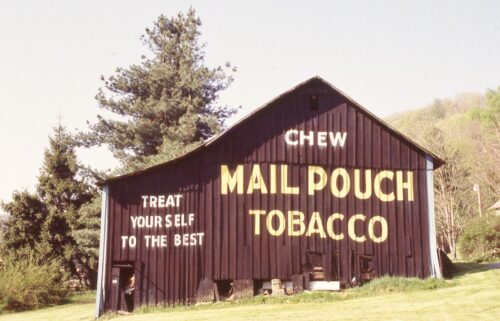 CHEW
MAIL POUCH
TOBACCO
TREAT
YOURSELF
TO THE BEST